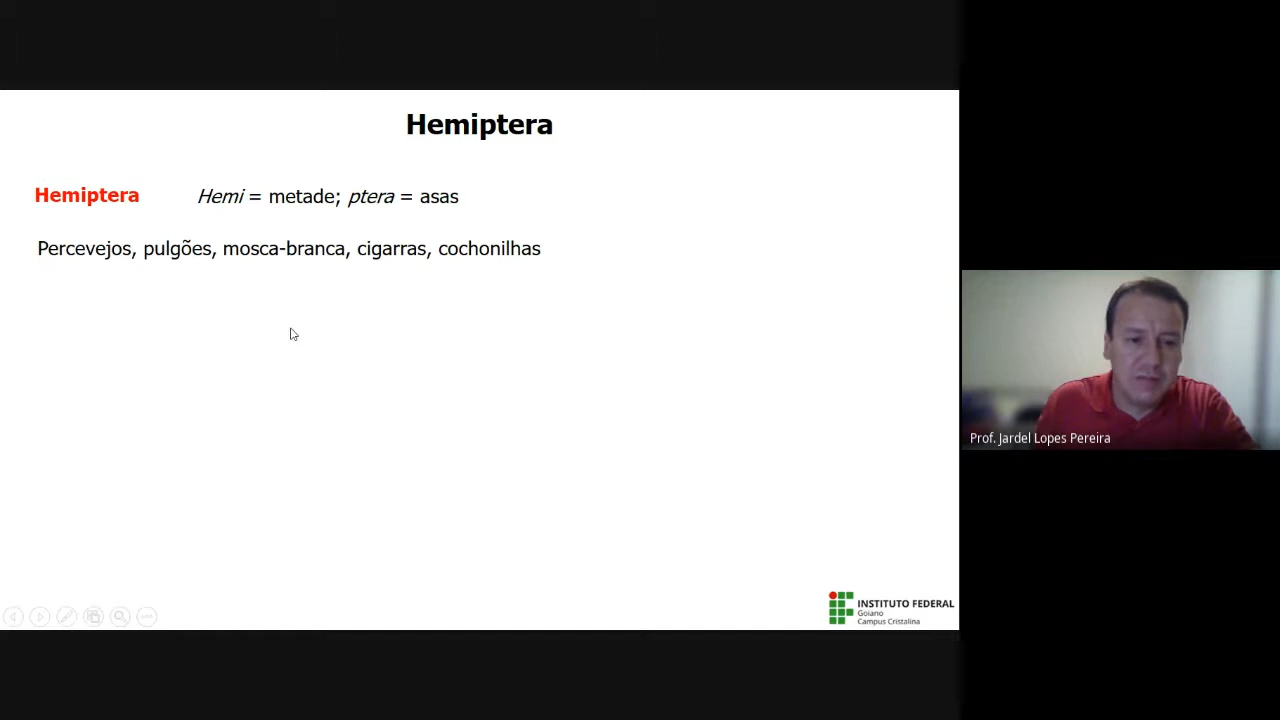 Hemiptera
Hemiptera Hemi = metade; ptera = asas
Percevejos, pulgões, mosca-branca, cigarras, cochonilhas
Prof. Jardel Lopes Pereira
INSTITUTO FEDERAL
Goiano
Campus Cristalina